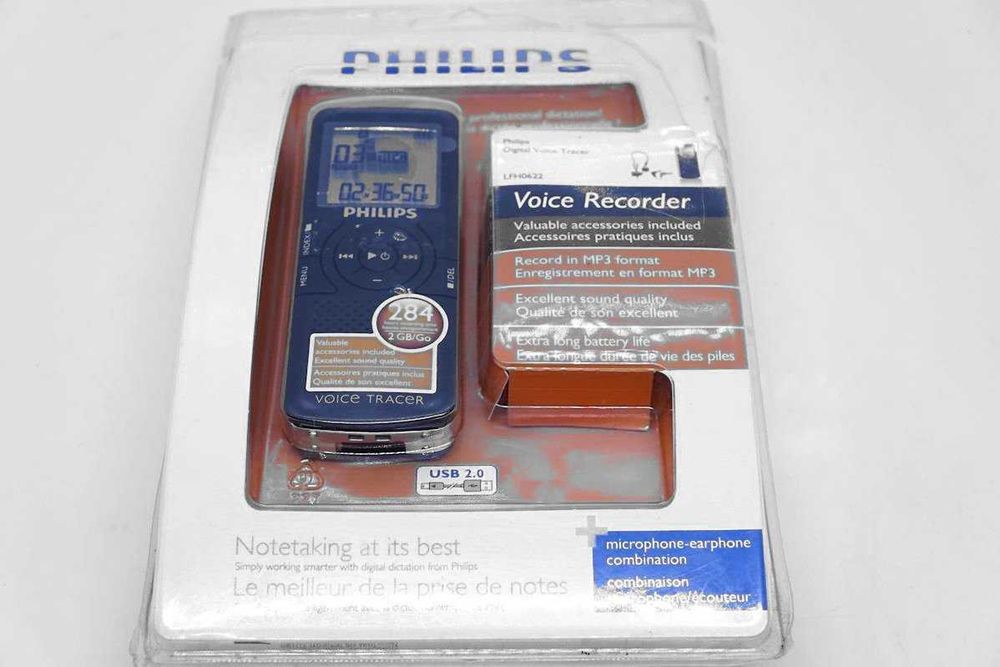 PHILIPS
professional dictation!
Philips
Digital Voice Tracer
LFH0622
Voice Recorder
Valuable accessories included
Accessoires pratiques inclus
Record in MP3 format
Enregistrement en format MP3
Excellent sound quality
Qualité de son excellent
Extra long battery life
Extra longue durée de vie des piles
03
02 36 50
PHILIPS
INDEX
MENU
/DEL
284
2 GB/Go
Valuable
accessories included
Excellent sound quality
Accessoires pratiques inclus
Qualité de son excellent
VOICE TRACER
USB 2.0
Notetaking at its best
Simply working smarter with digital dictation from Philips
Le meilleur de la prise de notes
+
microphone-earphone
combination
combinaison
microphone/écouteur